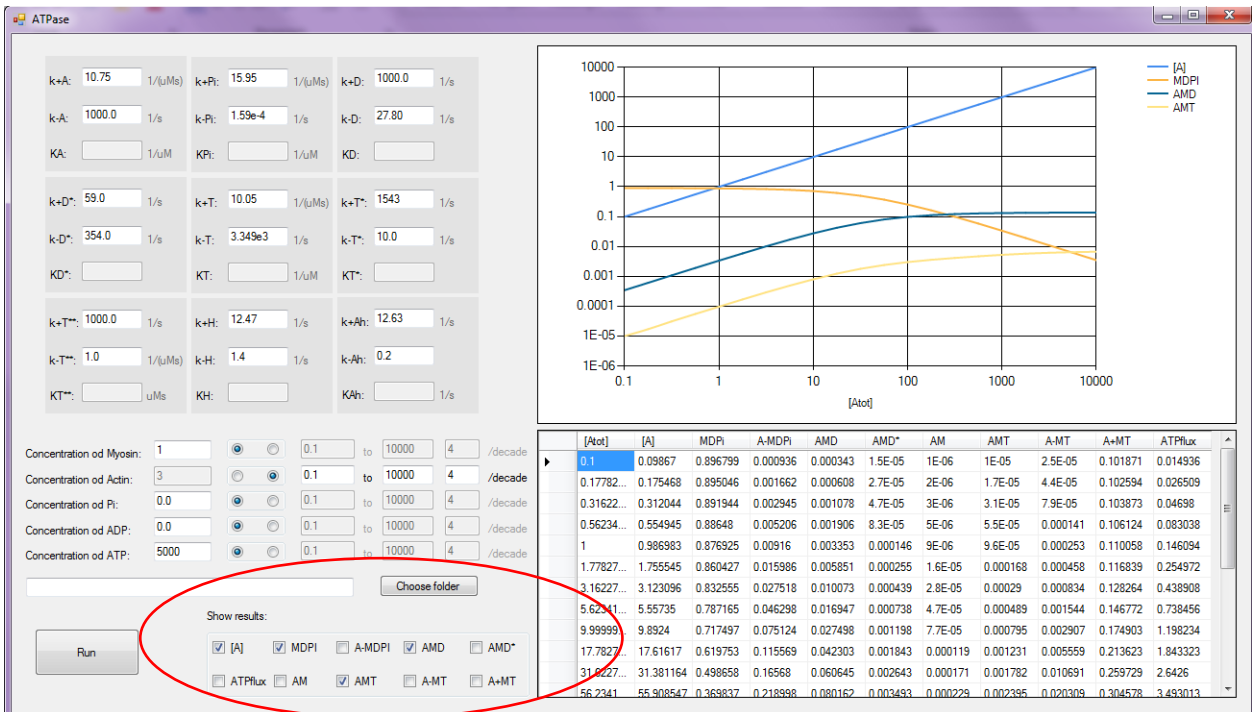 ATPase
k+A: 10.75 1/(uMs) k+Pi: 15.95 1/(uMs) k+D: 1000.0 1/s
k-A: 1000.0 1/s k-Pi: 1.59e-4 1/s k-D: 27.80 1/s
KA: 1/uM KPi: 1/uM KD:
k+D*: 59.0 1/s k+T: 10.05 1/(uMs) k+T*: 1543 1/s
k-D*: 354.0 1/s k-T: 3.349e3 1/s k-T*: 10.0 1/s
KD*: KT: 1/uM KT*:
k+T**: 1000.0 1/s k+H: 12.47 1/s k+Ah: 12.63 1/s
k-T**: 1.0 1/(uMs) k-H: 1.4 1/s k-Ah: 0.2
KT**: uMs KH: KAh: 1/s
Concentration od Myosin: 1 0.1 to 10000 4 /decade
Concentration od Actin: 3 0.1 to 10000 4 /decade
Concentration od Pi: 0.0 0.1 to 10000 4 /decade
Concentration od ADP: 0.0 0.1 to 10000 4 /decade
Concentration od ATP: 5000 0.1 to 10000 4 /decade
Choose folder
Show results:
Run
[A] MDPI A-MDPI AMD AMD*
ATPflux AM AMT A-MT A+MT
10000
1000
100
10
1
0.1
0.01
0.001
0.0001
1E-05
1E-06
0.1 1 10 100 1000 10000
[Atot]
[A]
MDPI
AMD
AMT
[Atot] [A] MDPi A-MDPi AMD AMD* AM AMT A-MT A+MT ATPflux
0.1 0.09867 0.896799 0.000936 0.000343 1.5E-05 1E-06 1E-05 2.5E-05 0.101871 0.014936
0.17782... 0.175468 0.895046 0.001662 0.000608 2.7E-05 2E-06 1.7E-05 4.4E-05 0.102594 0.026509
0.31622... 0.312044 0.891944 0.002945 0.001078 4.7E-05 3E-06 3.1E-05 7.9E-05 0.103873 0.04698
0.56234... 0.554945 0.88648 0.005206 0.001906 8.3E-05 5E-06 5.5E-05 0.000141 0.106124 0.083038
1 0.986983 0.876925 0.00916 0.003353 0.000146 9E-06 9.6E-05 0.000253 0.110058 0.146094
1.77827... 1.755545 0.860427 0.015986 0.005851 0.000255 1.6E-05 0.000168 0.000458 0.116839 0.254972
3.16227... 3.123096 0.832555 0.027518 0.010073 0.000439 2.8E-05 0.00029 0.000834 0.128264 0.438908
5.62341... 5.55735 0.787165 0.046298 0.016947 0.000738 4.7E-05 0.000489 0.001544 0.146772 0.738456
9.99999... 9.8924 0.717497 0.075124 0.027498 0.001198 7.7E-05 0.000795 0.002907 0.174903 1.198234
17.7827... 17.61617 0.619753 0.115569 0.042303 0.001843 0.000119 0.001231 0.005559 0.213623 1.843323
31.6227... 31.381164 0.498658 0.16568 0.060645 0.002643 0.000171 0.001782 0.010691 0.259729 2.6426
56.2341... 55.908547 0.369837 0.218998 0.080162 0.003493 0.000229 0.002395 0.020309 0.304578 3.493013